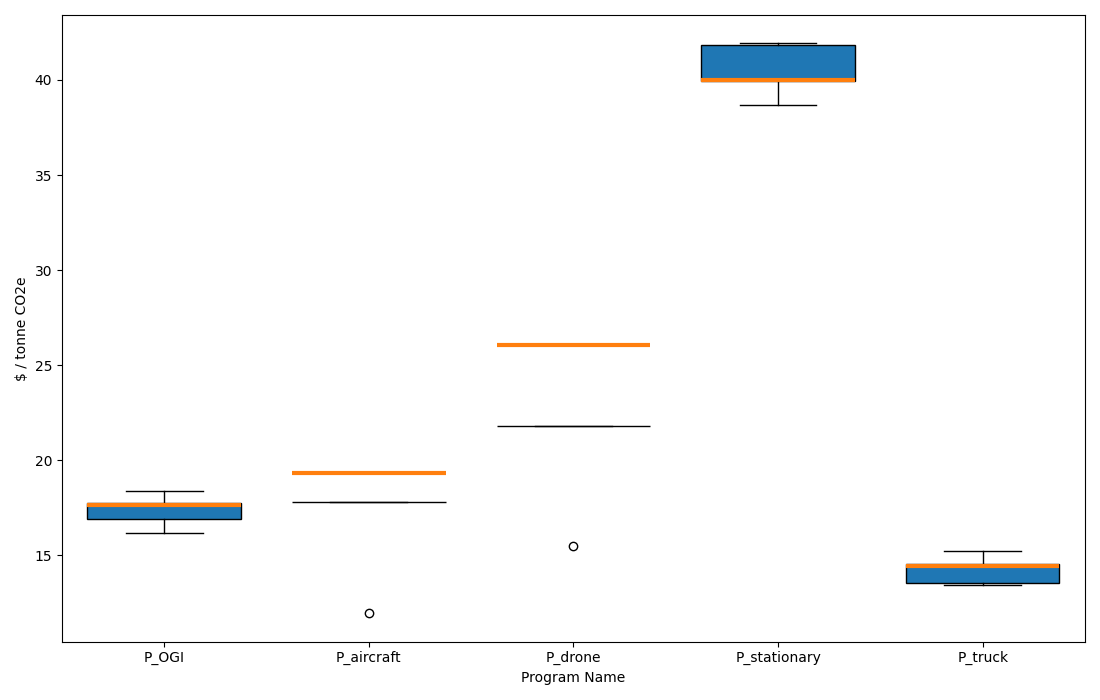 $ / tonne CO2e
40
35
30
25
20
15
P_OGI
P_aircraft
P_drone
P_stationary
P_truck
Program Name